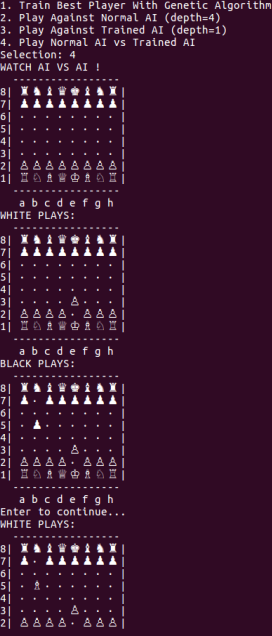 1. Train Best Player With Genetic Algorithm
2. Play Against Normal AI (depth=4)
3. Play Against Trained AI (depth=1)
4. Play Normal AI vs Trained AI
Selection: 4
WATCH AI VS AI !
-----------------
8| ♜ ♞ ♝ ♛ ♚ ♝ ♞ ♜ |
7| ♟ ♟ ♟ ♟ ♟ ♟ ♟ ♟ |
6| · · · · · · · · |
5| · · · · · · · · |
4| · · · · · · · · |
3| · · · · · · · · |
2| ♙ ♙ ♙ ♙ ♙ ♙ ♙ ♙ |
1| ♖ ♘ ♗ ♕ ♔ ♗ ♘ ♖ |
-----------------
a b c d e f g h
WHITE PLAYS:
-----------------
8| ♜ ♞ ♝ ♛ ♚ ♝ ♞ ♜ |
7| ♟ ♟ ♟ ♟ ♟ ♟ ♟ ♟ |
6| · · · · · · · · |
5| · · · · · · · · |
4| · · · · · · · · |
3| · · · · ♙ · · · |
2| ♙ ♙ ♙ ♙ · ♙ ♙ ♙ |
1| ♖ ♘ ♗ ♕ ♔ ♗ ♘ ♖ |
-----------------
a b c d e f g h
BLACK PLAYS:
-----------------
8| ♜ ♞ ♝ ♛ ♚ ♝ ♞ ♜ |
7| ♟ · ♟ ♟ ♟ ♟ ♟ ♟ |
6| · · · · · · · · |
5| · ♟ · · · · · · |
4| · · · · · · · · |
3| · · · · ♙ · · · |
2| ♙ ♙ ♙ ♙ · ♙ ♙ ♙ |
1| ♖ ♘ ♗ ♕ ♔ ♗ ♘ ♖ |
-----------------
a b c d e f g h
Enter to continue...
WHITE PLAYS:
-----------------
8| ♜ ♞ ♝ ♛ ♚ ♝ ♞ ♜ |
7| ♟ · ♟ ♟ ♟ ♟ ♟ ♟ |
6| · · · · · · · · |
5| · ♗ · · · · · · |
4| · · · · · · · · |
3| · · · · ♙ · · · |
2| ♙ ♙ ♙ ♙ · ♙ ♙ ♙ |